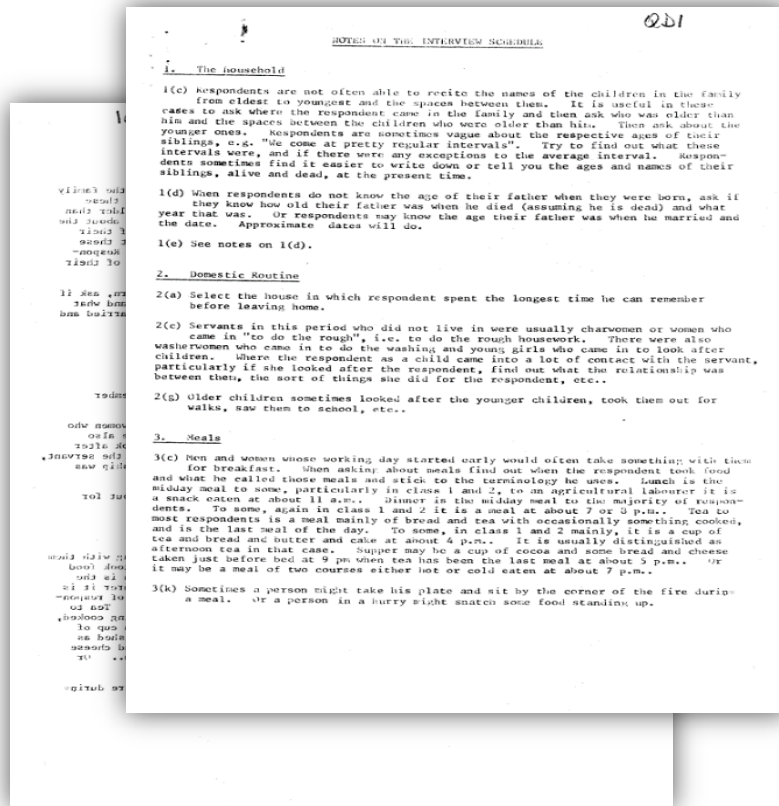 QD1
NOTES ON THE INTERVIEW SCHEDULE
1. The household
1(c) Respondents are not often able to recite the names of the children in the family
from eldest to youngest and the spaces between them. It is useful in these
cases to ask where the respondent came in the family and then ask who was older than
him and the spaces between the children who were older than him. Then ask about the
younger ones. Respondents are sometimes vague about the respective ages of their
siblings, e.g. "We come at pretty regular intervals". Try to find out what these
intervals were, and if there were any exceptions to the average interval. Respon-
dents sometimes find it easier to write down or tell you the ages and names of their
siblings, alive and dead, at the present time.
1(d) When respondents do not know the age of their father when they were born, ask if
they know how old their father was when he died (assuming he is dead) and what
year that was. Or respondents may know the age their father was when he married and
the date. Approximate dates will do.
1(e) See notes on 1(d).
2. Domestic Routine
2(a) Select the house in which respondent spent the longest time he can remember
before leaving home.
2(c) Servants in this period who did not live in were usually charwomen or women who
came in "to do the rough", i.e. to do the rough housework. There were also
washerwomen who came in to do the washing and young girls who came in to look after
children. Where the respondent as a child came into a lot of contact with the servant,
particularly if she looked after the respondent, find out what the relationship was
between them, the sort of things she did for the respondent, etc..
2(g) Older children sometimes looked after the younger children, took them out for
walks, saw them to school, etc..
3. Meals
3(c) Men and women whose working day started early would often take something with them
for breakfast. When asking about meals find out when the respondent took food
and what he called those meals and stick to the terminology he uses. Lunch is the
midday meal to some, particularly in class 1 and 2, to an agricultural labourer it is
a snack eaten at about 11 a.m.. Dinner is the midday meal to the majority of respon-
dents. To some, again in class 1 and 2 it is a meal at about 7 or 8 p.m.. Tea to
most respondents is a meal mainly of bread and tea with occasionally something cooked,
and is the last meal of the day. To some, in class 1 and 2 mainly, it is a cup of
tea and bread and butter and cake at about 4 p.m.. It is usually distinguished as
afternoon tea in that case. Supper may be a cup of cocoa and some bread and cheese
taken just before bed at 9 pm when tea has been the last meal at about 5 p.m.. Or
it may be a meal of two courses either hot or cold eaten at about 7 p.m..
3(k) Sometimes a person might take his plate and sit by the corner of the fire during
a meal. Or a person in a hurry might snatch some food standing up.